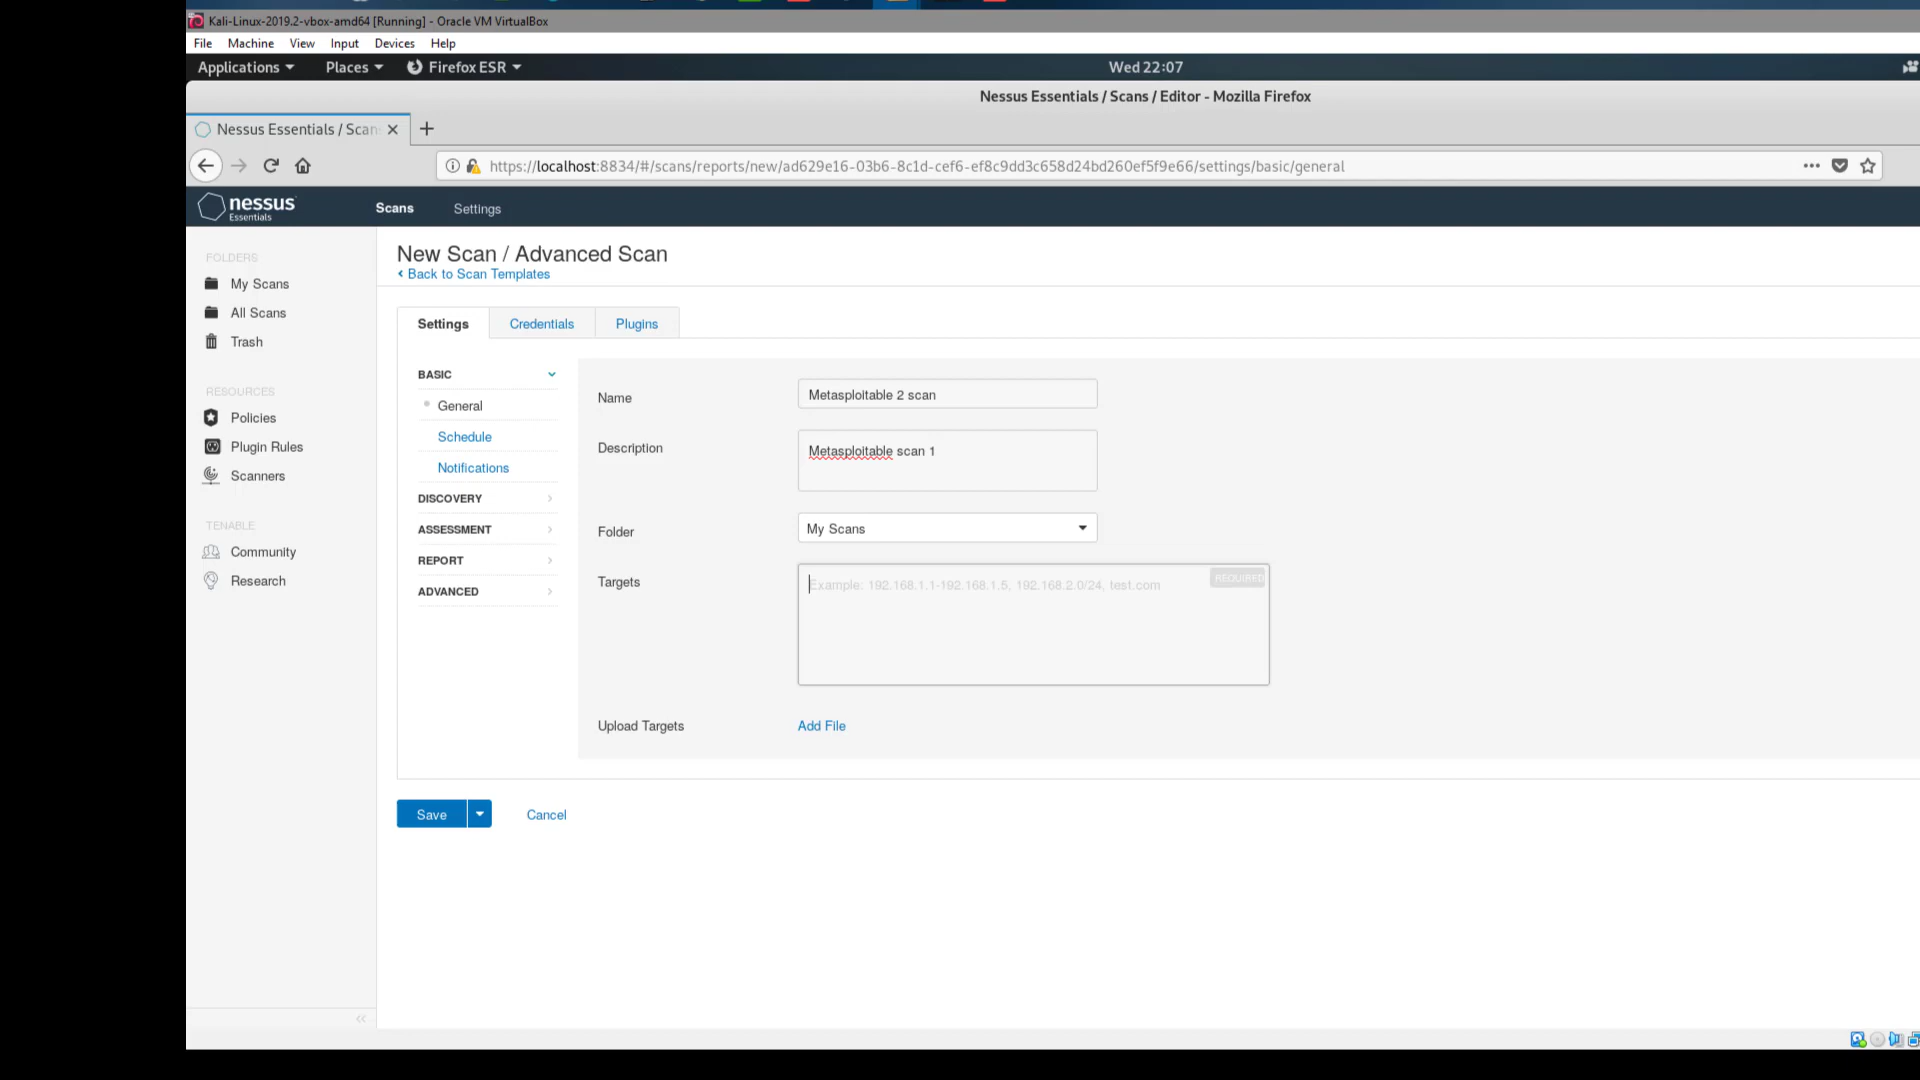 Kali-Linux-2019.2-vbox-amd64 [Running] - Oracle VM VirtualBox
File Machine View Input Devices Help
Applications Places Firefox ESR Wed 22:07
Nessus Essentials / Scans / Editor - Mozilla Firefox
Nessus Essentials / Scan
https://localhost:8834/#/scans/reports/new/ad629e16-03b6-8c1d-cef6-ef8c9dd3c658d24bd260ef5f9e66/settings/basic/general
nessus Essentials Scans Settings
FOLDERS
My Scans
All Scans
Trash
RESOURCES
Policies
Plugin Rules
Scanners
TENABLE
Community
Research
New Scan / Advanced Scan
Back to Scan Templates
Settings Credentials Plugins
BASIC
General
Schedule
Notifications
DISCOVERY
ASSESSMENT
REPORT
ADVANCED
Name Metasploitable 2 scan
Description Metasploitable scan 1
Folder My Scans
Targets Example: 192.168.1.1-192.168.1.5, 192.168.2.0/24, test.com REQUIRED
Upload Targets Add File
Save Cancel